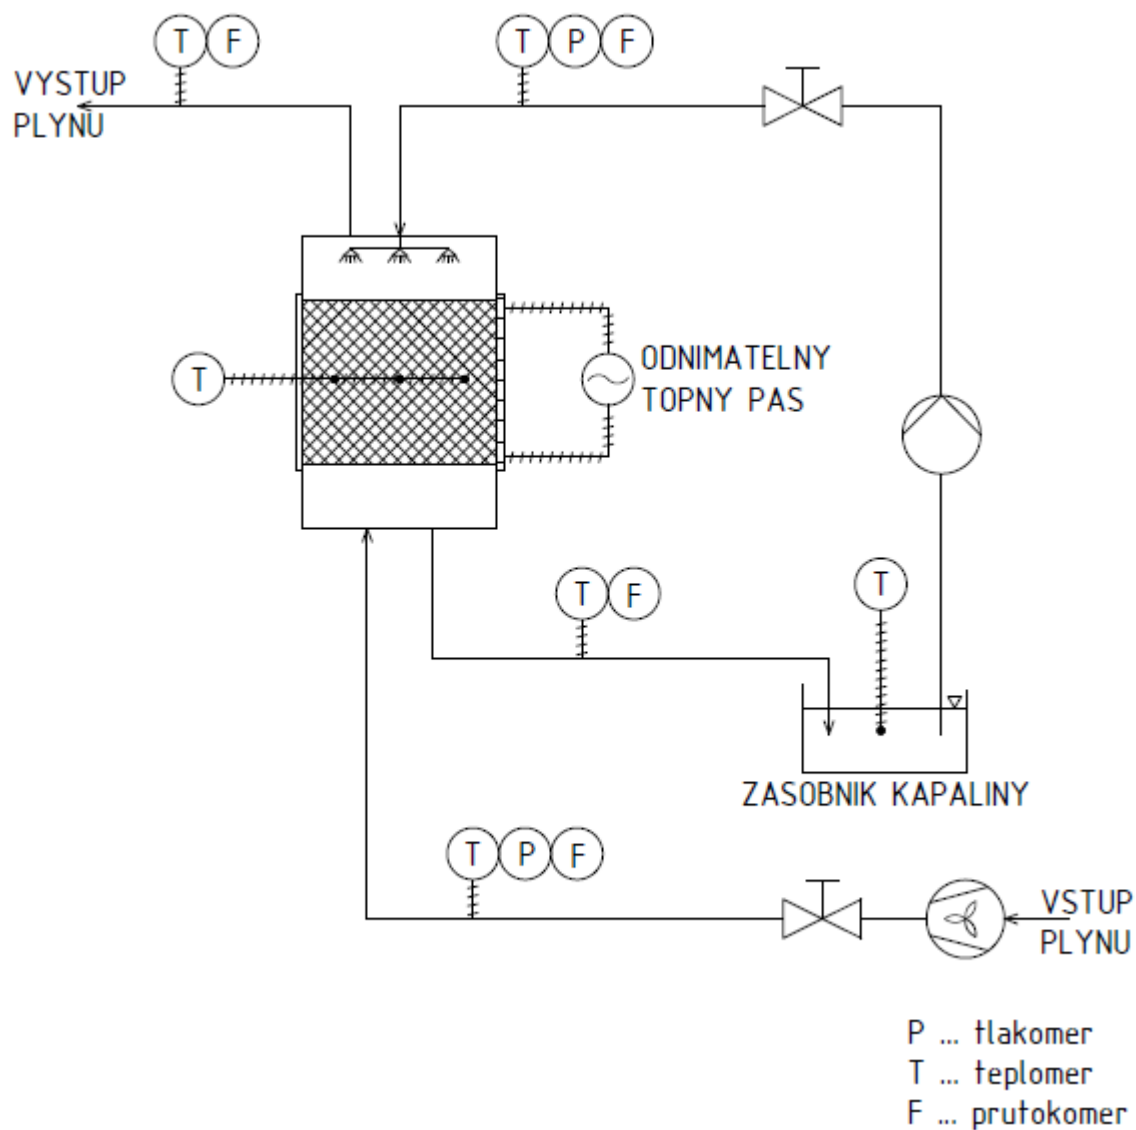 T F
T P F
VYSTUP
PLYNU
T
ODNIMATELNY
TOPNY PAS
T F
T
ZASOBNIK KAPALINY
T P F
VSTUP
PLYNU
P ... tlakomer
T ... teplomer
F ... prutokomer